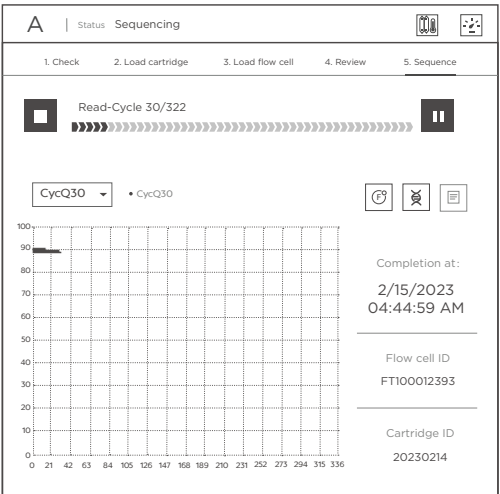 A | Status Sequencing
1. Check 2. Load cartridge 3. Load flow cell 4. Review 5. Sequence
Read-Cycle 30/322
CycQ30 • CycQ30
F°
Completion at:
2/15/2023
04:44:59 AM
Flow cell ID
FT100012393
Cartridge ID
20230214
100
90
80
70
60
50
40
30
20
10
0
0 21 42 63 84 105 126 147 168 189 210 231 252 273 294 315 336